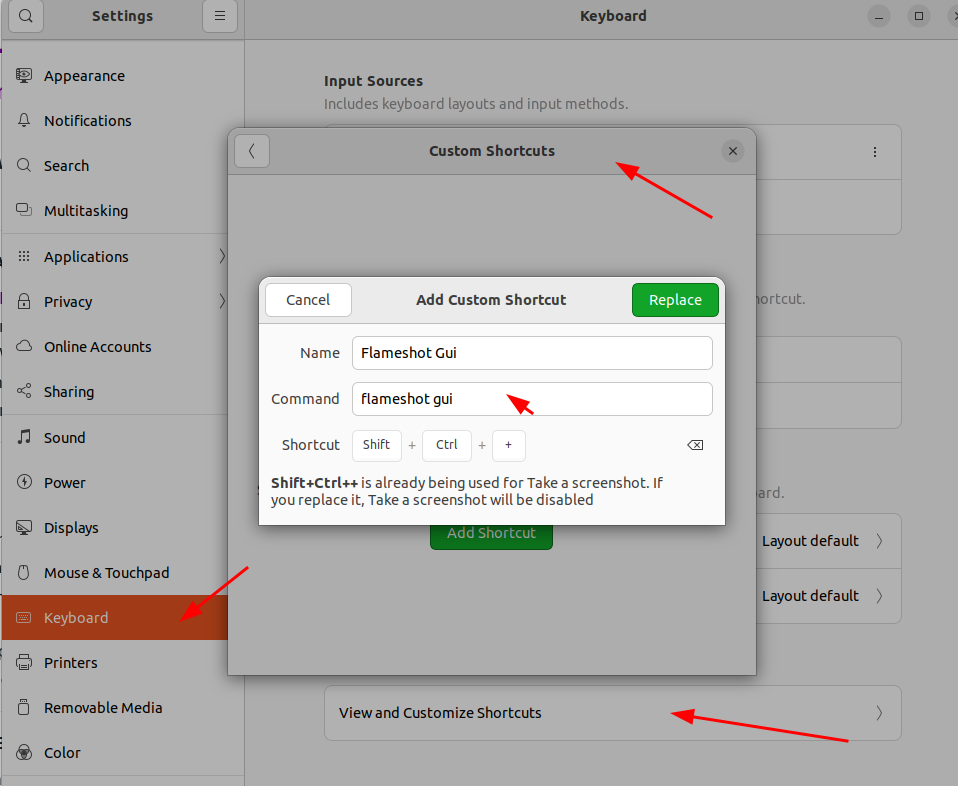 Settings
Keyboard
Appearance
Notifications
Search
Multitasking
Applications
Privacy
Online Accounts
Sharing
Sound
Power
Displays
Mouse & Touchpad
Keyboard
Printers
Removable Media
Color
Input Sources
Includes keyboard layouts and input methods.
Custom Shortcuts
Cancel
Add Custom Shortcut
Replace
Name
Flameshot Gui
Command
flameshot gui
Shortcut
Shift + Ctrl + +
Shift+Ctrl++ is already being used for Take a screenshot. If
you replace it, Take a screenshot will be disabled
Add Shortcut
Layout default
Layout default
View and Customize Shortcuts